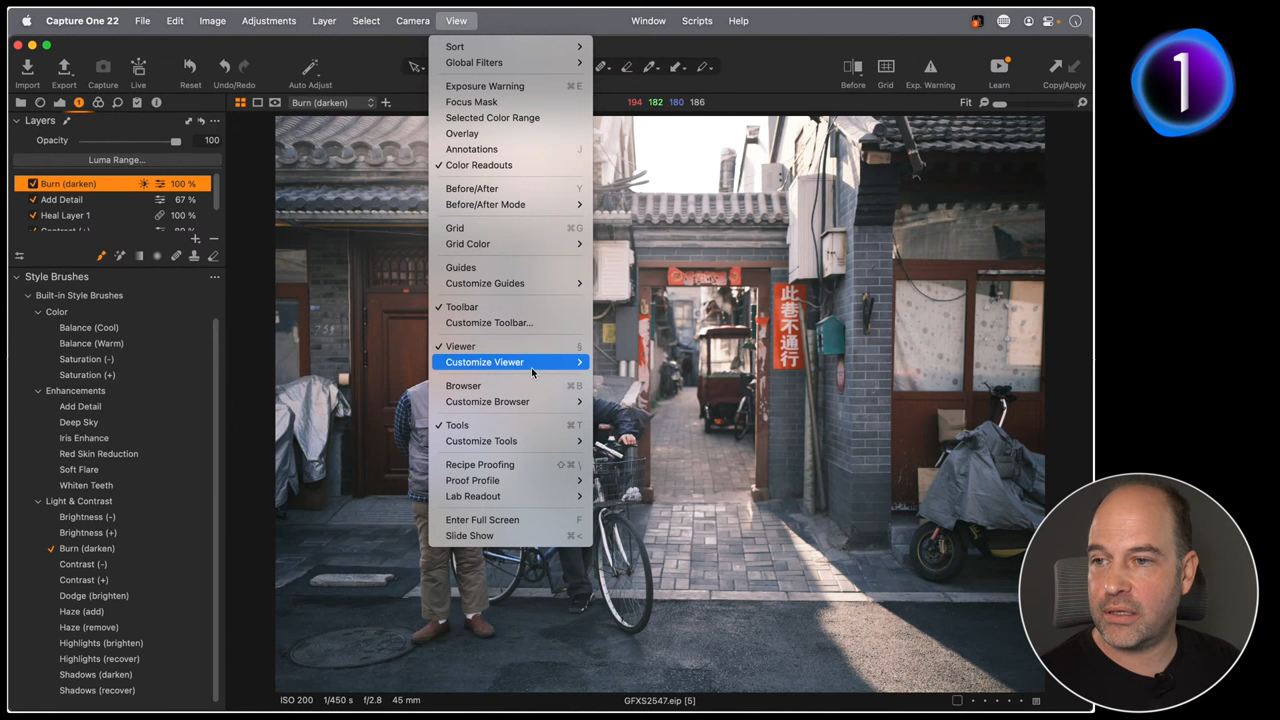 Capture One 22 File Edit Image Adjustments Layer Select Camera View Window Scripts Help
Import Export Capture Live Undo/Redo Auto Adjust Before Grid Exp. Warning Learn Copy/Apply
Burn (darken) 194 182 180 186 Fit
Layers
Opacity 100
Luma Range...
Burn (darken) 100 %
Add Detail 67 %
Heal Layer 1 100 %
Style Brushes
Built-in Style Brushes
Color
Balance (Cool)
Balance (Warm)
Saturation (-)
Saturation (+)
Enhancements
Add Detail
Deep Sky
Iris Enhance
Red Skin Reduction
Soft Flare
Whiten Teeth
Light & Contrast
Brightness (-)
Brightness (+)
Burn (darken)
Contrast (-)
Contrast (+)
Dodge (brighten)
Haze (add)
Haze (remove)
Highlights (brighten)
Highlights (recover)
Shadows (darken)
Shadows (recover)
Sort
Global Filters
Exposure Warning ⌘E
Focus Mask
Selected Color Range
Overlay
Annotations J
Color Readouts
Before/After Y
Before/After Mode
Grid ⌘G
Grid Color
Guides
Customize Guides
Toolbar
Customize Toolbar...
Viewer §
Customize Viewer
Browser ⌘B
Customize Browser
Tools ⌘T
Customize Tools
Recipe Proofing ⇧⌘\
Proof Profile
Lab Readout
Enter Full Screen F
Slide Show ⌘<
此巷不通行
ISO 200 1/450 s f/2.8 45 mm GFXS2547.eip [5]
1